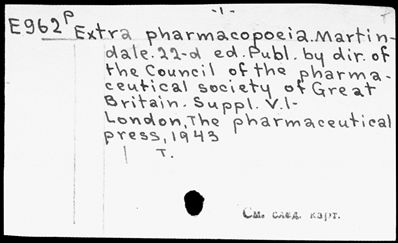 -1-
E962P Extra pharmacopoeia. Martin-
dale. 22-d ed. Publ. by dir. of
the Council of the pharma-
ceutical society of Great
Britain. Suppl. V.1-
London, The pharmaceutical
press, 1943
T.
См. след. карт.